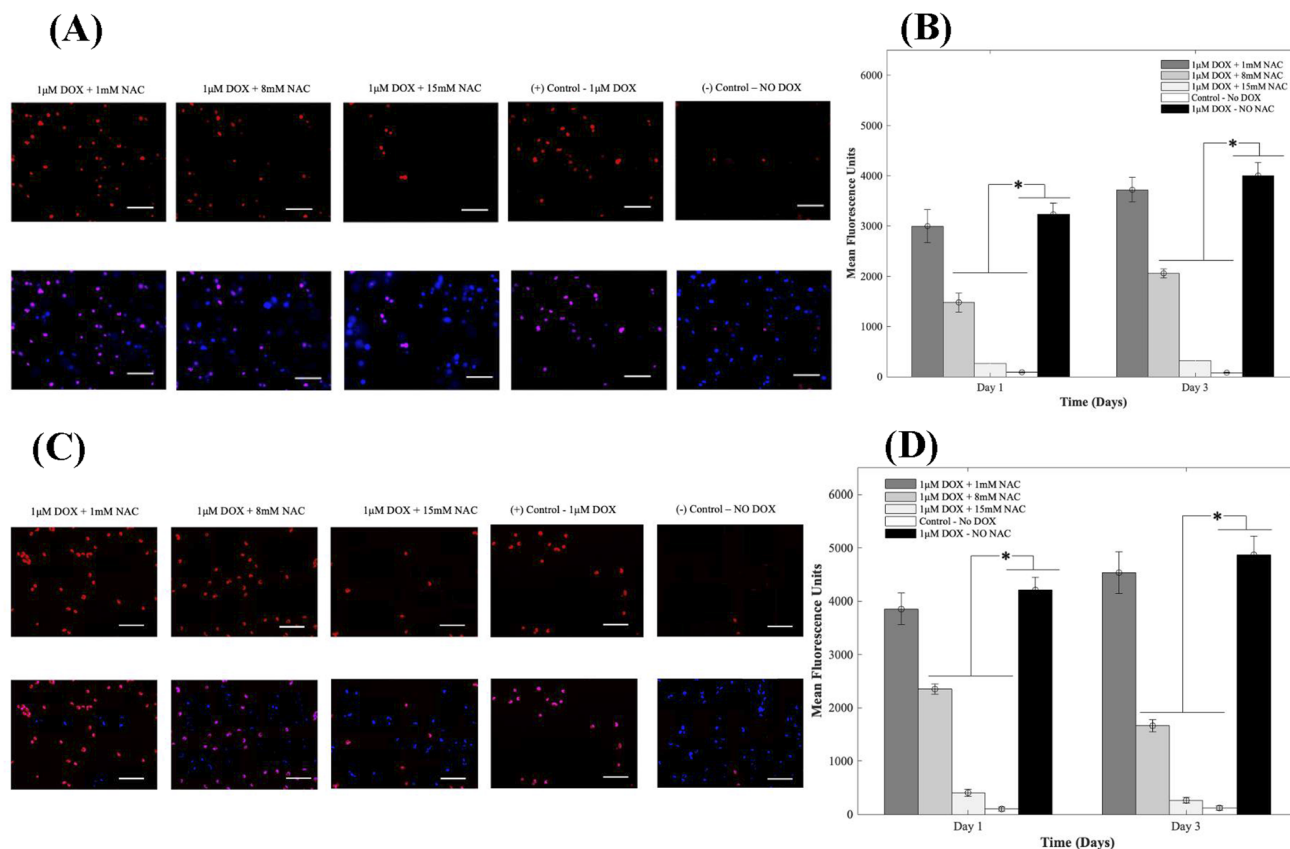 (A)
1µM DOX + 1mM NAC
1µM DOX + 8mM NAC
1µM DOX + 15mM NAC
(+) Control - 1µM DOX
(-) Control – NO DOX
(B)
6000
5000
4000
3000
2000
1000
0
Mean Fluorescence Units
1µM DOX + 1mM NAC
1µM DOX + 8mM NAC
1µM DOX + 15mM NAC
Control - No DOX
1µM DOX - NO NAC
*
*
Day 1
Day 3
Time (Days)
(C)
1µM DOX + 1mM NAC
1µM DOX + 8mM NAC
1µM DOX + 15mM NAC
(+) Control - 1µM DOX
(-) Control – NO DOX
(D)
6000
5000
4000
3000
2000
1000
0
Mean Fluorescence Units
1µM DOX + 1mM NAC
1µM DOX + 8mM NAC
1µM DOX + 15mM NAC
Control - No DOX
1µM DOX - NO NAC
*
*
Day 1
Day 3
Time (Days)